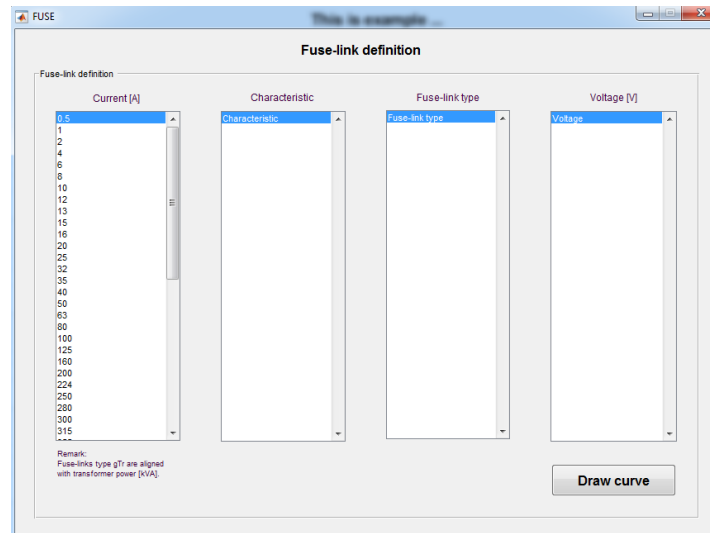 FUSE
This is example ...
Fuse-link definition
Fuse-link definition
Current [A]
Characteristic
Fuse-link type
Voltage [V]
0.5
1
2
4
6
8
10
12
13
15
16
20
25
32
35
40
50
63
80
100
125
160
200
224
250
280
300
315
Characteristic
Fuse-link type
Voltage
Remark:
Fuse-links type gTr are aligned
with transformer power [kVA].
Draw curve